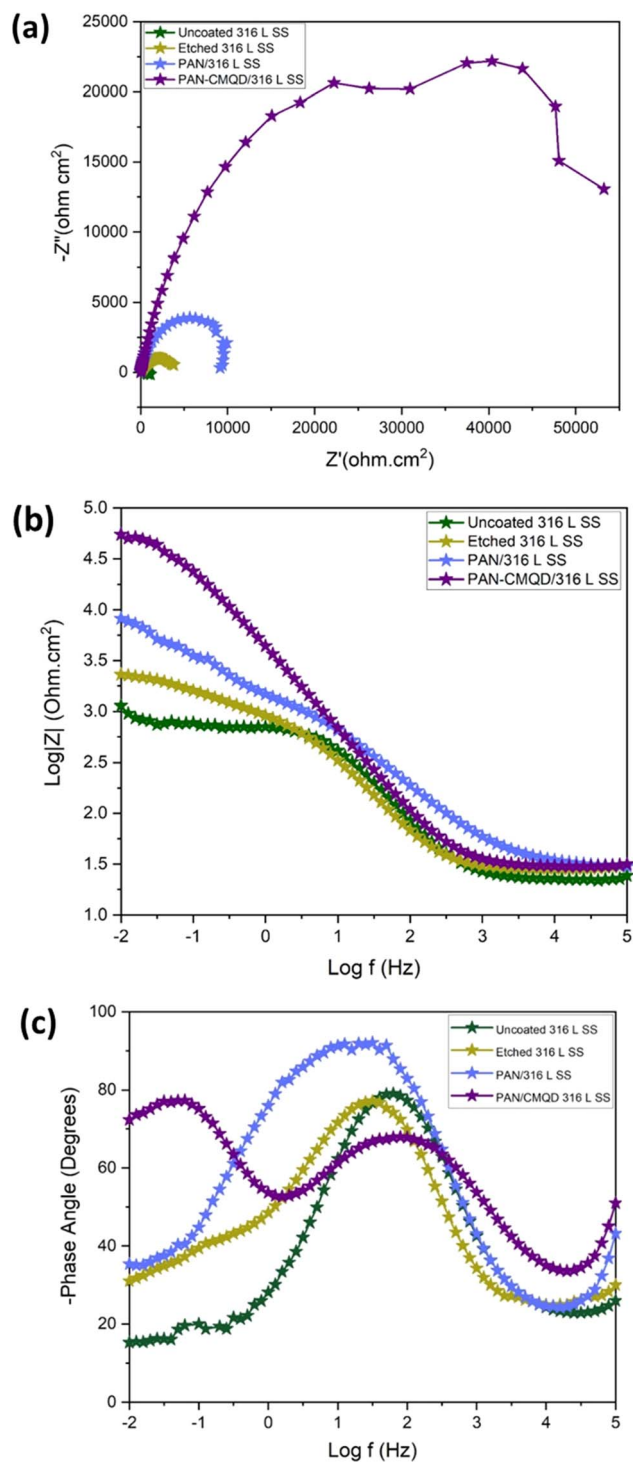 (a)
Uncoated 316 L SS
Etched 316 L SS
PAN/316 L SS
PAN-CMQD/316 L SS
25000
20000
15000
10000
5000
0
-Z"(ohm cm²)
0 10000 20000 30000 40000 50000
Z'(ohm.cm²)
(b)
Uncoated 316 L SS
Etched 316 L SS
PAN/316 L SS
PAN-CMQD/316 L SS
5.0
4.5
4.0
3.5
3.0
2.5
2.0
1.5
1.0
Log|Z| (Ohm.cm²)
-2 -1 0 1 2 3 4 5
Log f (Hz)
(c)
Uncoated 316 L SS
Etched 316 L SS
PAN/316 L SS
PAN/CMQD 316 L SS
100
80
60
40
20
0
-Phase Angle (Degrees)
-2 -1 0 1 2 3 4 5
Log f (Hz)